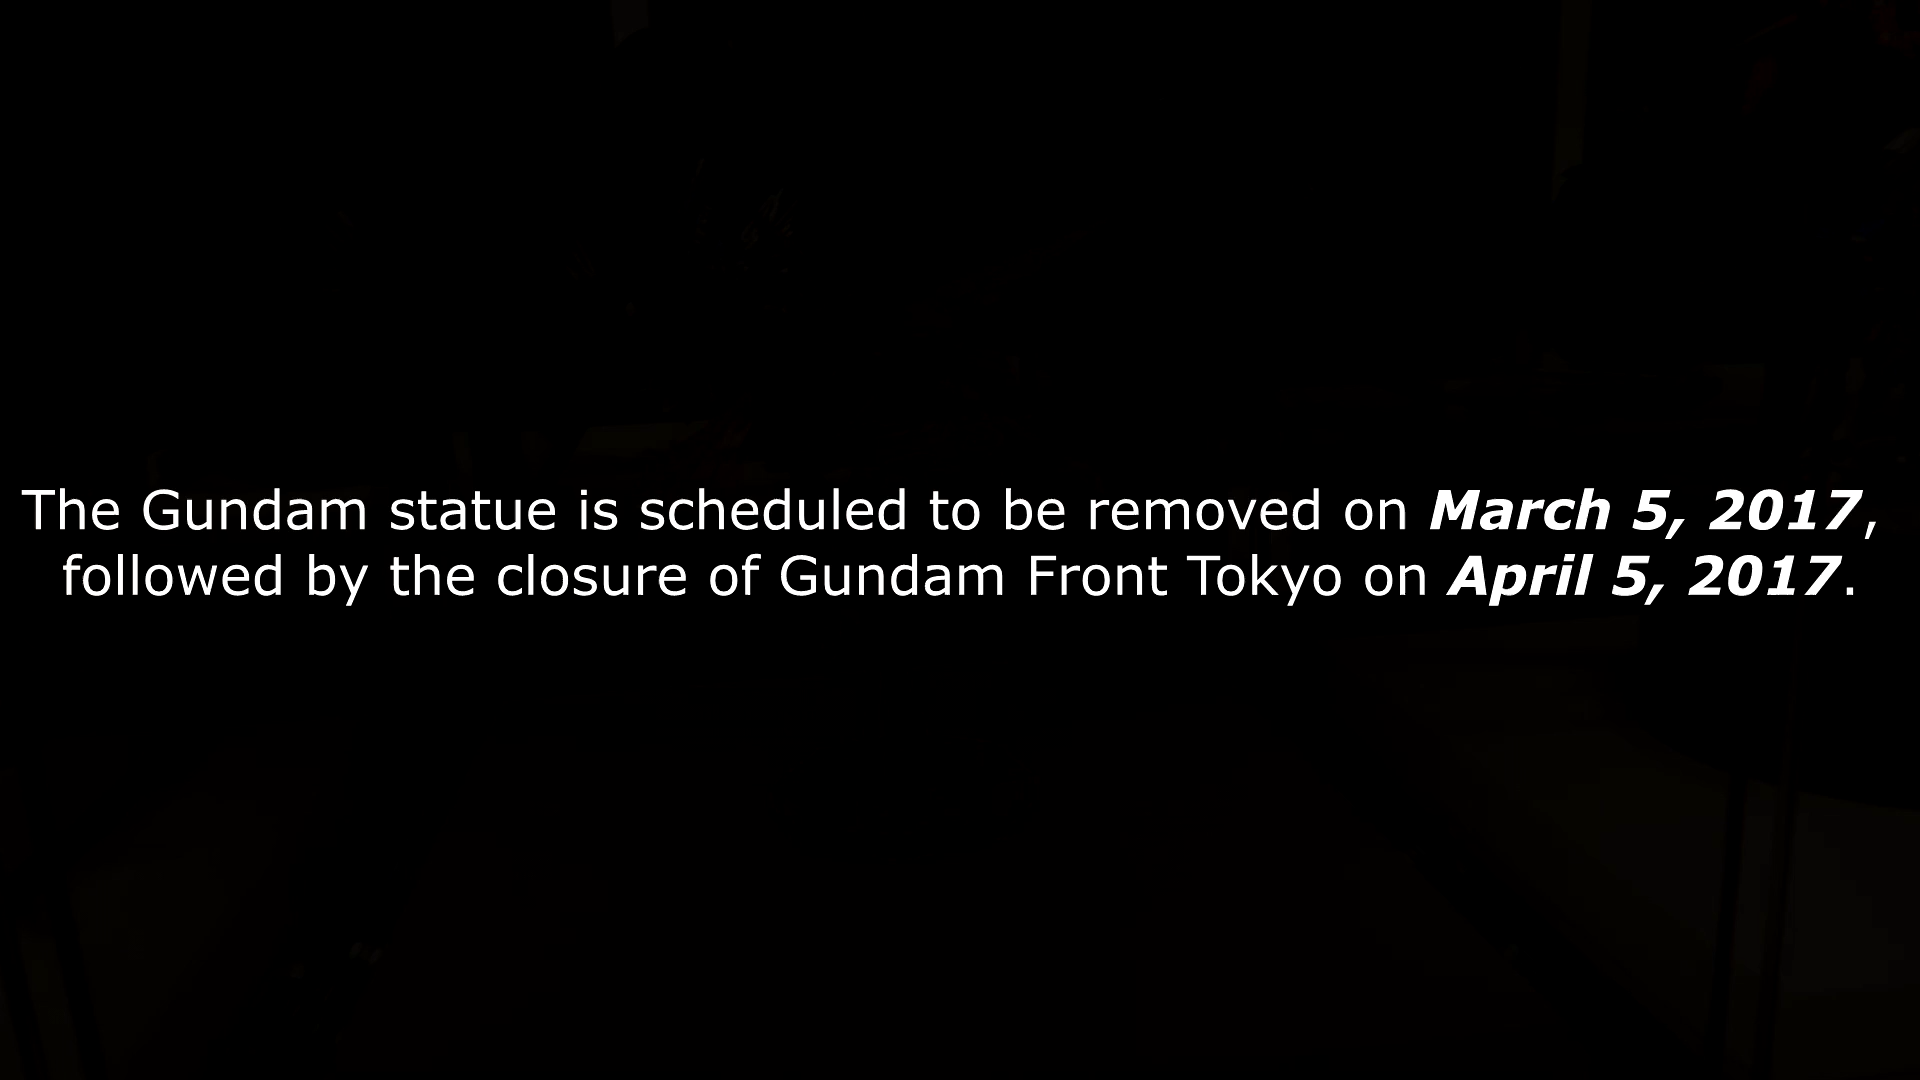 The Gundam statue is scheduled to be removed on March 5, 2017,
followed by the closure of Gundam Front Tokyo on April 5, 2017.